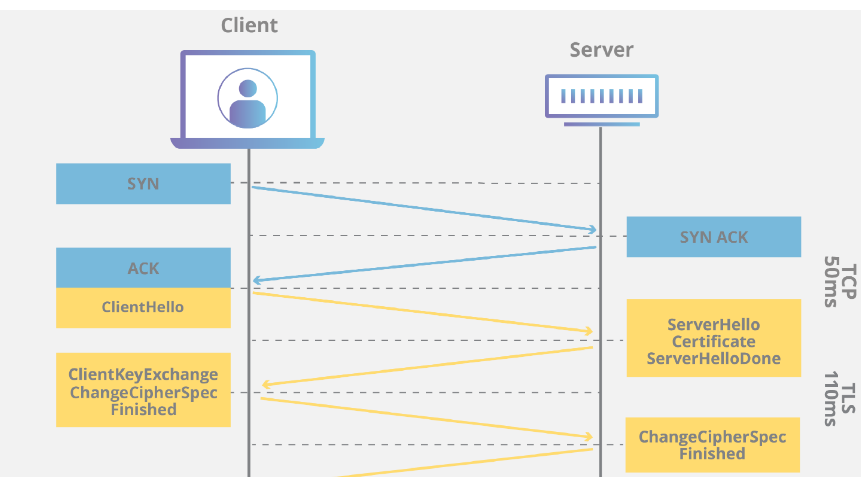 Client
Server
SYN
SYN ACK
ACK
ClientHello
TCP
50ms
ServerHello
Certificate
ServerHelloDone
ClientKeyExchange
ChangeCipherSpec
Finished
TLS
110ms
ChangeCipherSpec
Finished